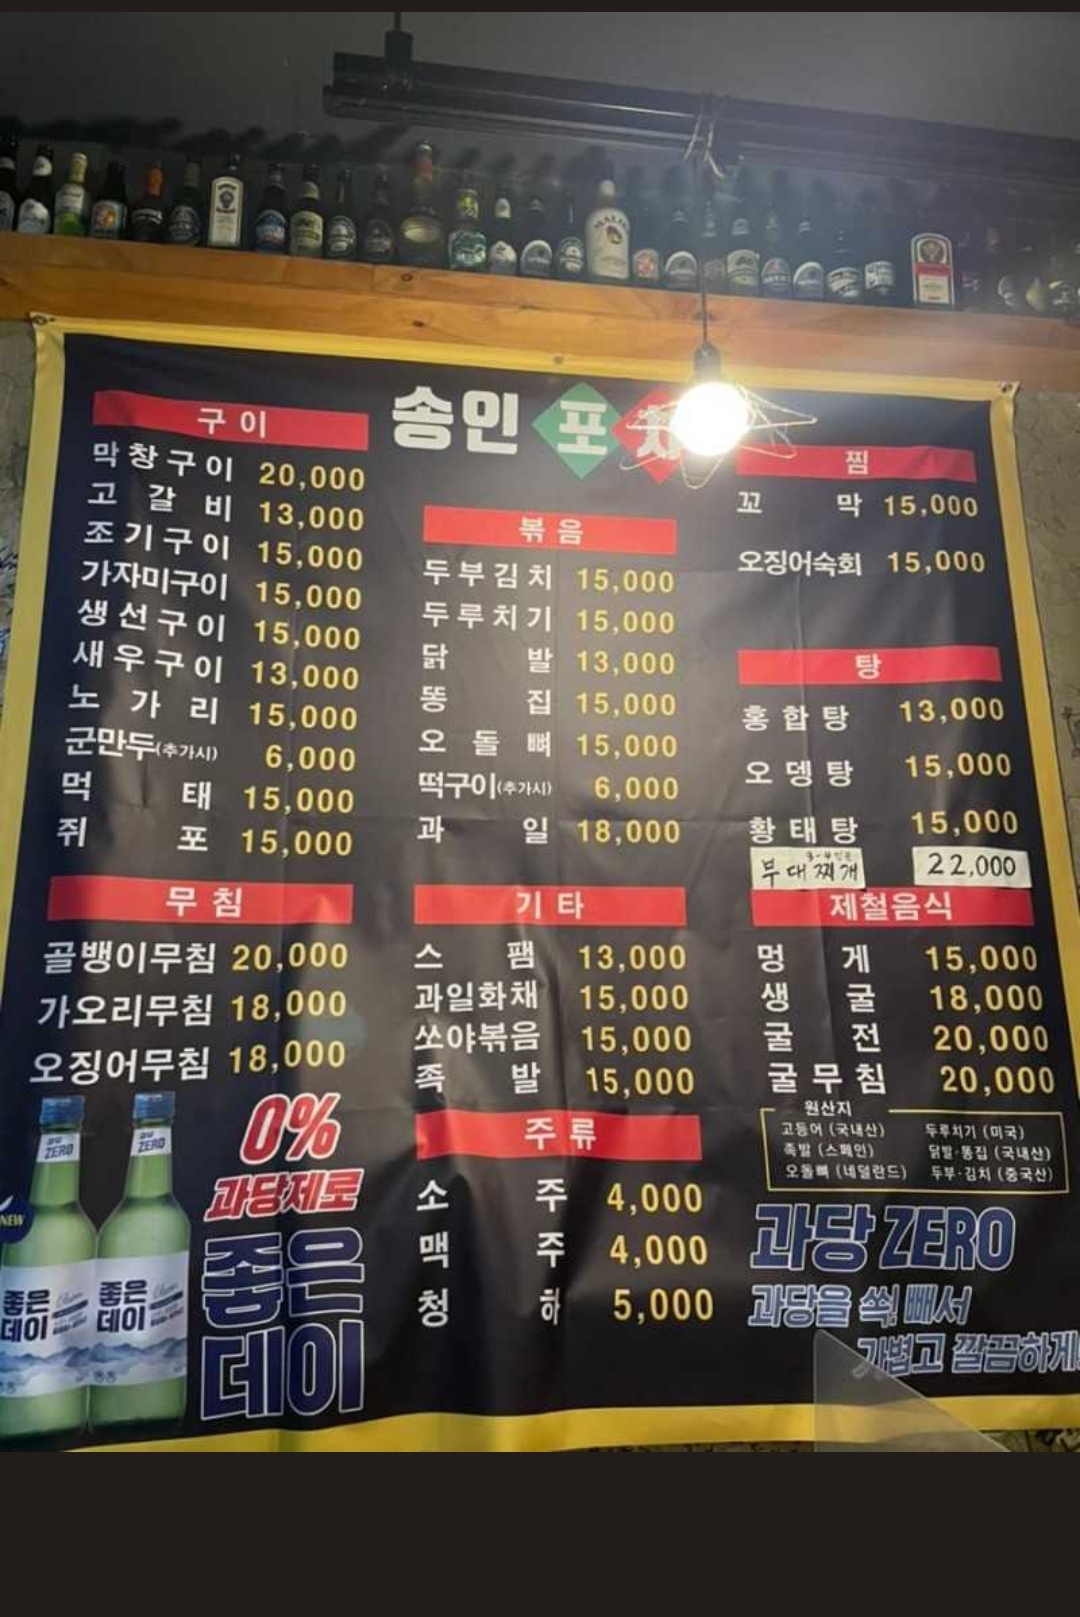 송인 포차
구이
막창구이 20,000
고갈비 13,000
조기구이 15,000
가자미구이 15,000
생선구이 15,000
새우구이 13,000
노가리 15,000
군만두(추가시) 6,000
먹태 15,000
쥐포 15,000
무침
골뱅이무침 20,000
가오리무침 18,000
오징어무침 18,000
0%
과당제로
좋은
데이
NEW
과당
ZERO
좋은
데이
과당
ZERO
좋은
데이
볶음
두부김치 15,000
두루치기 15,000
닭발 13,000
똥집 15,000
오돌뼈 15,000
떡구이(추가시) 6,000
과일 18,000
기타
스팸 13,000
과일화채 15,000
쏘야볶음 15,000
족발 15,000
주류
소주 4,000
맥주 4,000
청하 5,000
찜
꼬막 15,000
오징어숙회 15,000
탕
홍합탕 13,000
오뎅탕 15,000
황태탕 15,000
부대찌개 22,000
제철음식
멍게 15,000
생굴 18,000
굴전 20,000
굴무침 20,000
원산지
고등어 (국내산) 두루치기 (미국)
족발 (스페인) 닭발·똥집 (국내산)
오돌뼈 (네덜란드) 두부·김치 (중국산)
과당 ZERO
과당을 쏙! 빼서
가볍고 깔끔하게!